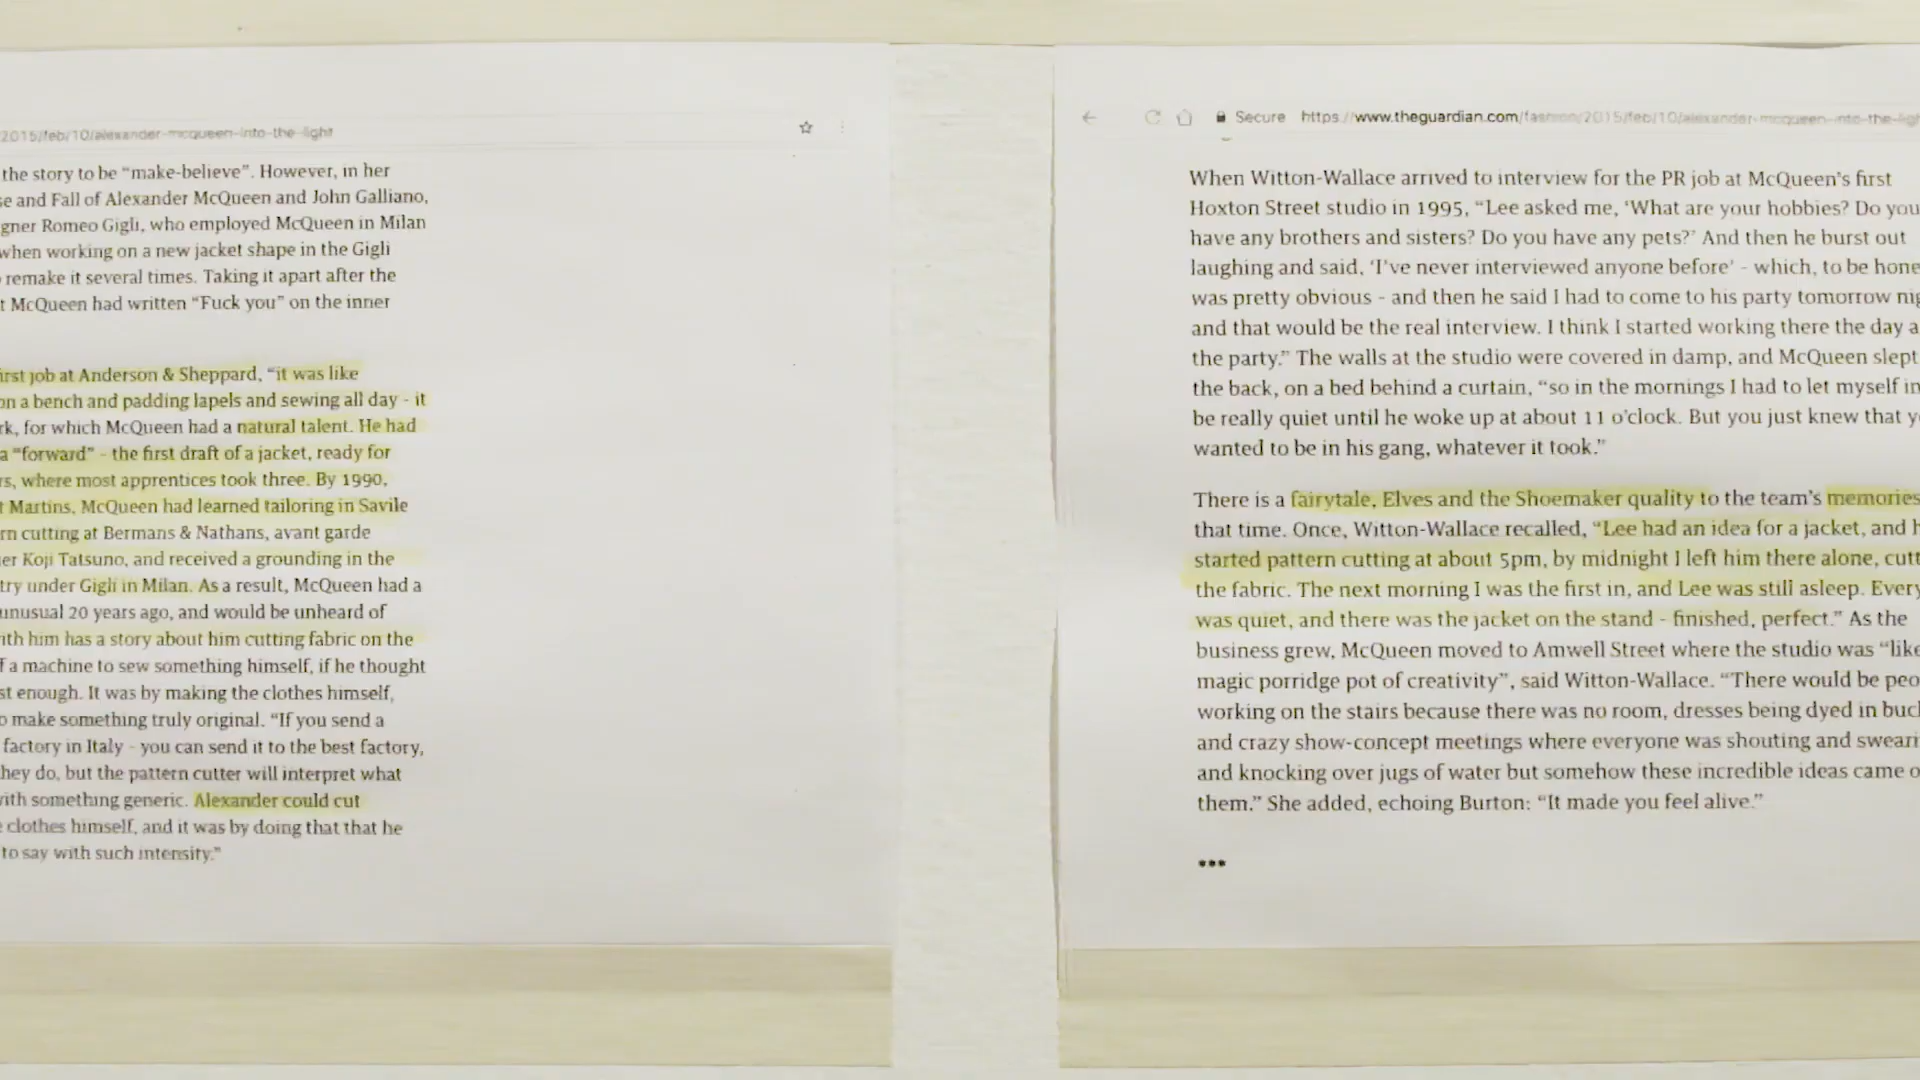 2015/feb/10/alexander-mcqueen-into-the-light
the story to be “make-believe”. However, in her
se and Fall of Alexander McQueen and John Galliano,
gner Romeo Gigli, who employed McQueen in Milan
when working on a new jacket shape in the Gigli
remake it several times. Taking it apart after the
t McQueen had written “Fuck you” on the inner
irst job at Anderson & Sheppard, “it was like
on a bench and padding lapels and sewing all day - it
rk, for which McQueen had a natural talent. He had
a “forward” - the first draft of a jacket, ready for
rs, where most apprentices took three. By 1990,
t Martins, McQueen had learned tailoring in Savile
rn cutting at Bermans & Nathans, avant garde
er Koji Tatsuno, and received a grounding in the
try under Gigli in Milan. As a result, McQueen had a
unusual 20 years ago, and would be unheard of
ith him has a story about him cutting fabric on the
f a machine to sew something himself, if he thought
st enough. It was by making the clothes himself,
o make something truly original. “If you send a
factory in Italy - you can send it to the best factory,
hey do, but the pattern cutter will interpret what
with something generic. Alexander could cut
e clothes himself, and it was by doing that that he
to say with such intensity.”
Secure https://www.theguardian.com/fashion/2015/feb/10/alexander-mcqueen-into-the-ligh
When Witton-Wallace arrived to interview for the PR job at McQueen's first
Hoxton Street studio in 1995, “Lee asked me, ‘What are your hobbies? Do you
have any brothers and sisters? Do you have any pets?’ And then he burst out
laughing and said, ‘I've never interviewed anyone before’ - which, to be hone
was pretty obvious - and then he said I had to come to his party tomorrow nig
and that would be the real interview. I think I started working there the day a
the party.” The walls at the studio were covered in damp, and McQueen slept
the back, on a bed behind a curtain, “so in the mornings I had to let myself in
be really quiet until he woke up at about 11 o'clock. But you just knew that y
wanted to be in his gang, whatever it took.”
There is a fairytale, Elves and the Shoemaker quality to the team's memories
that time. Once, Witton-Wallace recalled, “Lee had an idea for a jacket, and h
started pattern cutting at about 5pm, by midnight I left him there alone, cutt
the fabric. The next morning I was the first in, and Lee was still asleep. Every
was quiet, and there was the jacket on the stand - finished, perfect.” As the
business grew, McQueen moved to Amwell Street where the studio was “like
magic porridge pot of creativity”, said Witton-Wallace. “There would be peo
working on the stairs because there was no room, dresses being dyed in buck
and crazy show-concept meetings where everyone was shouting and sweari
and knocking over jugs of water but somehow these incredible ideas came o
them.” She added, echoing Burton: “It made you feel alive.”
***